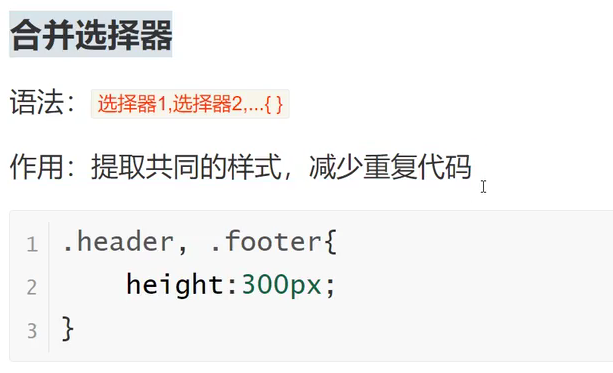 合并选择器
语法：选择器1,选择器2,...{ }
作用：提取共同的样式，减少重复代码
1 .header, .footer{
2     height:300px;
3 }